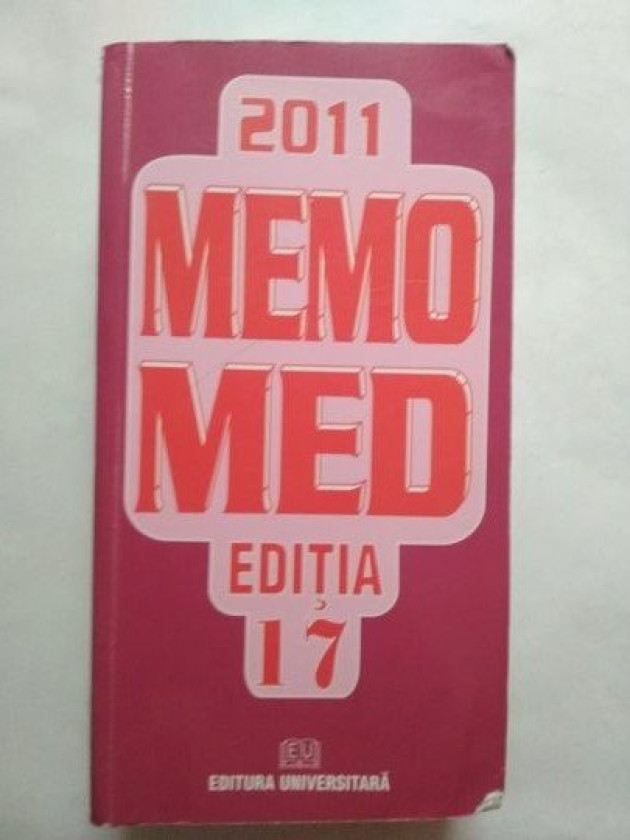 2011
MEMO
MED
EDIȚIA
17
EU
EDITURA UNIVERSITARĂ